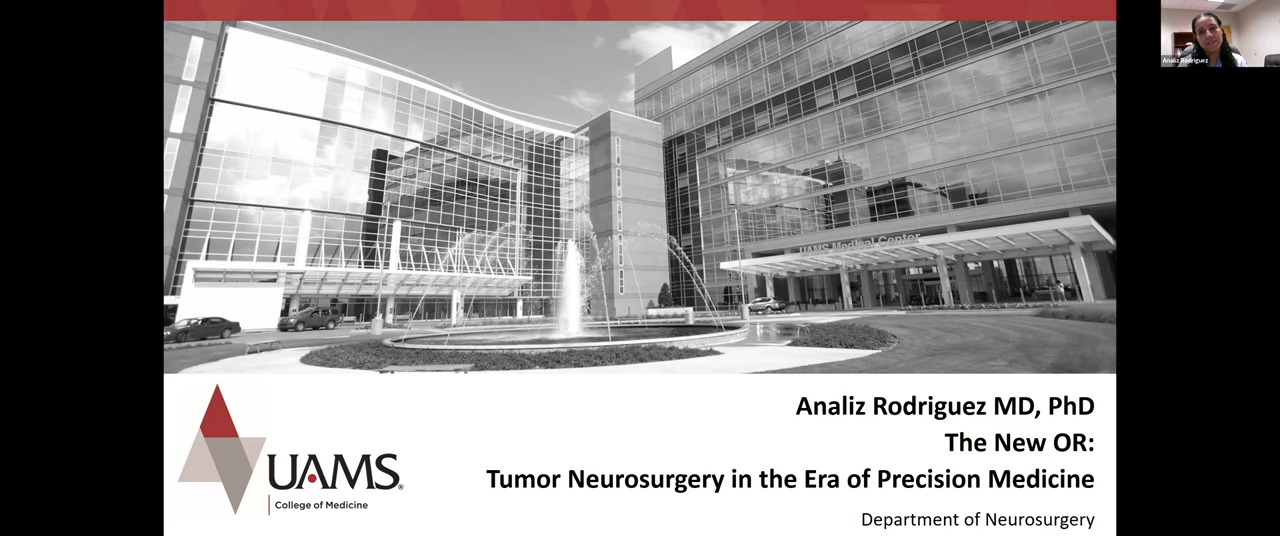 Analiz Rodriguez
UAMS Medical Center
Analiz Rodriguez MD, PhD
The New OR:
Tumor Neurosurgery in the Era of Precision Medicine
Department of Neurosurgery
UAMS®
College of Medicine